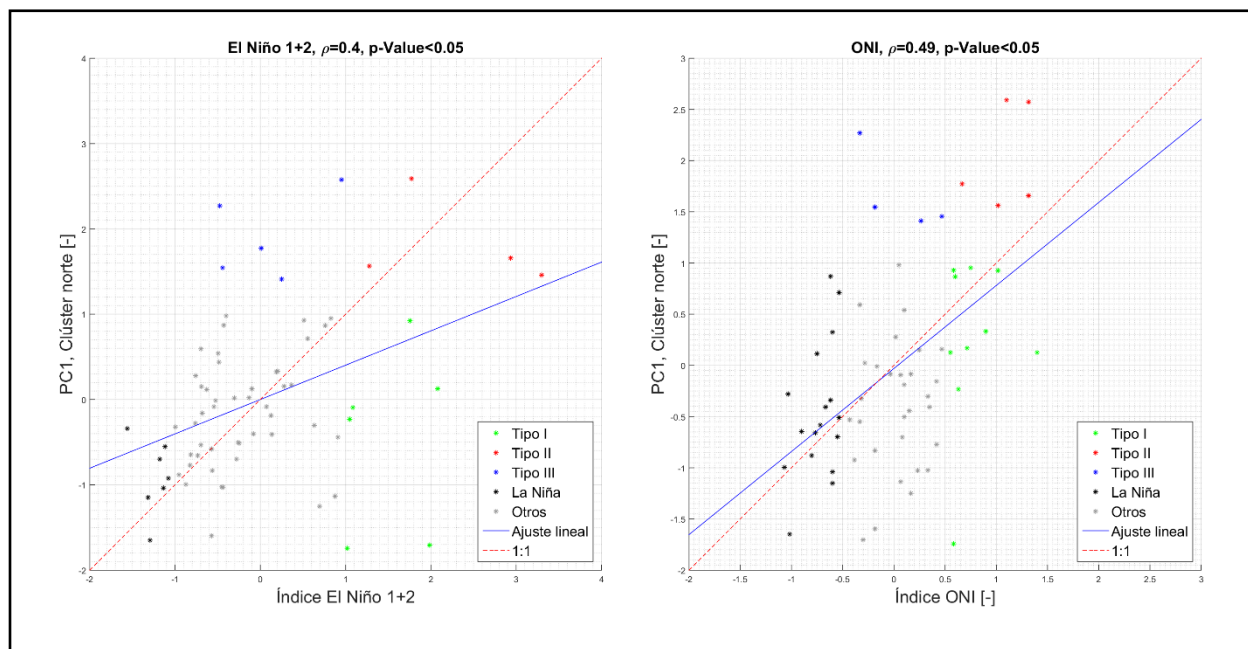 El Niño 1+2, ρ=0.4, p-Value<0.05
4
3
2
1
0
-1
-2
-2
-1
0
1
2
3
4
PC1, Clúster norte [-]
Índice El Niño 1+2
Tipo I
Tipo II
Tipo III
La Niña
Otros
Ajuste lineal
1:1
ONI, ρ=0.49, p-Value<0.05
3
2.5
2
1.5
1
0.5
0
-0.5
-1
-1.5
-2
-2
-1.5
-1
-0.5
0
0.5
1
1.5
2
2.5
3
PC1, Clúster norte [-]
Índice ONI [-]
Tipo I
Tipo II
Tipo III
La Niña
Otros
Ajuste lineal
1:1